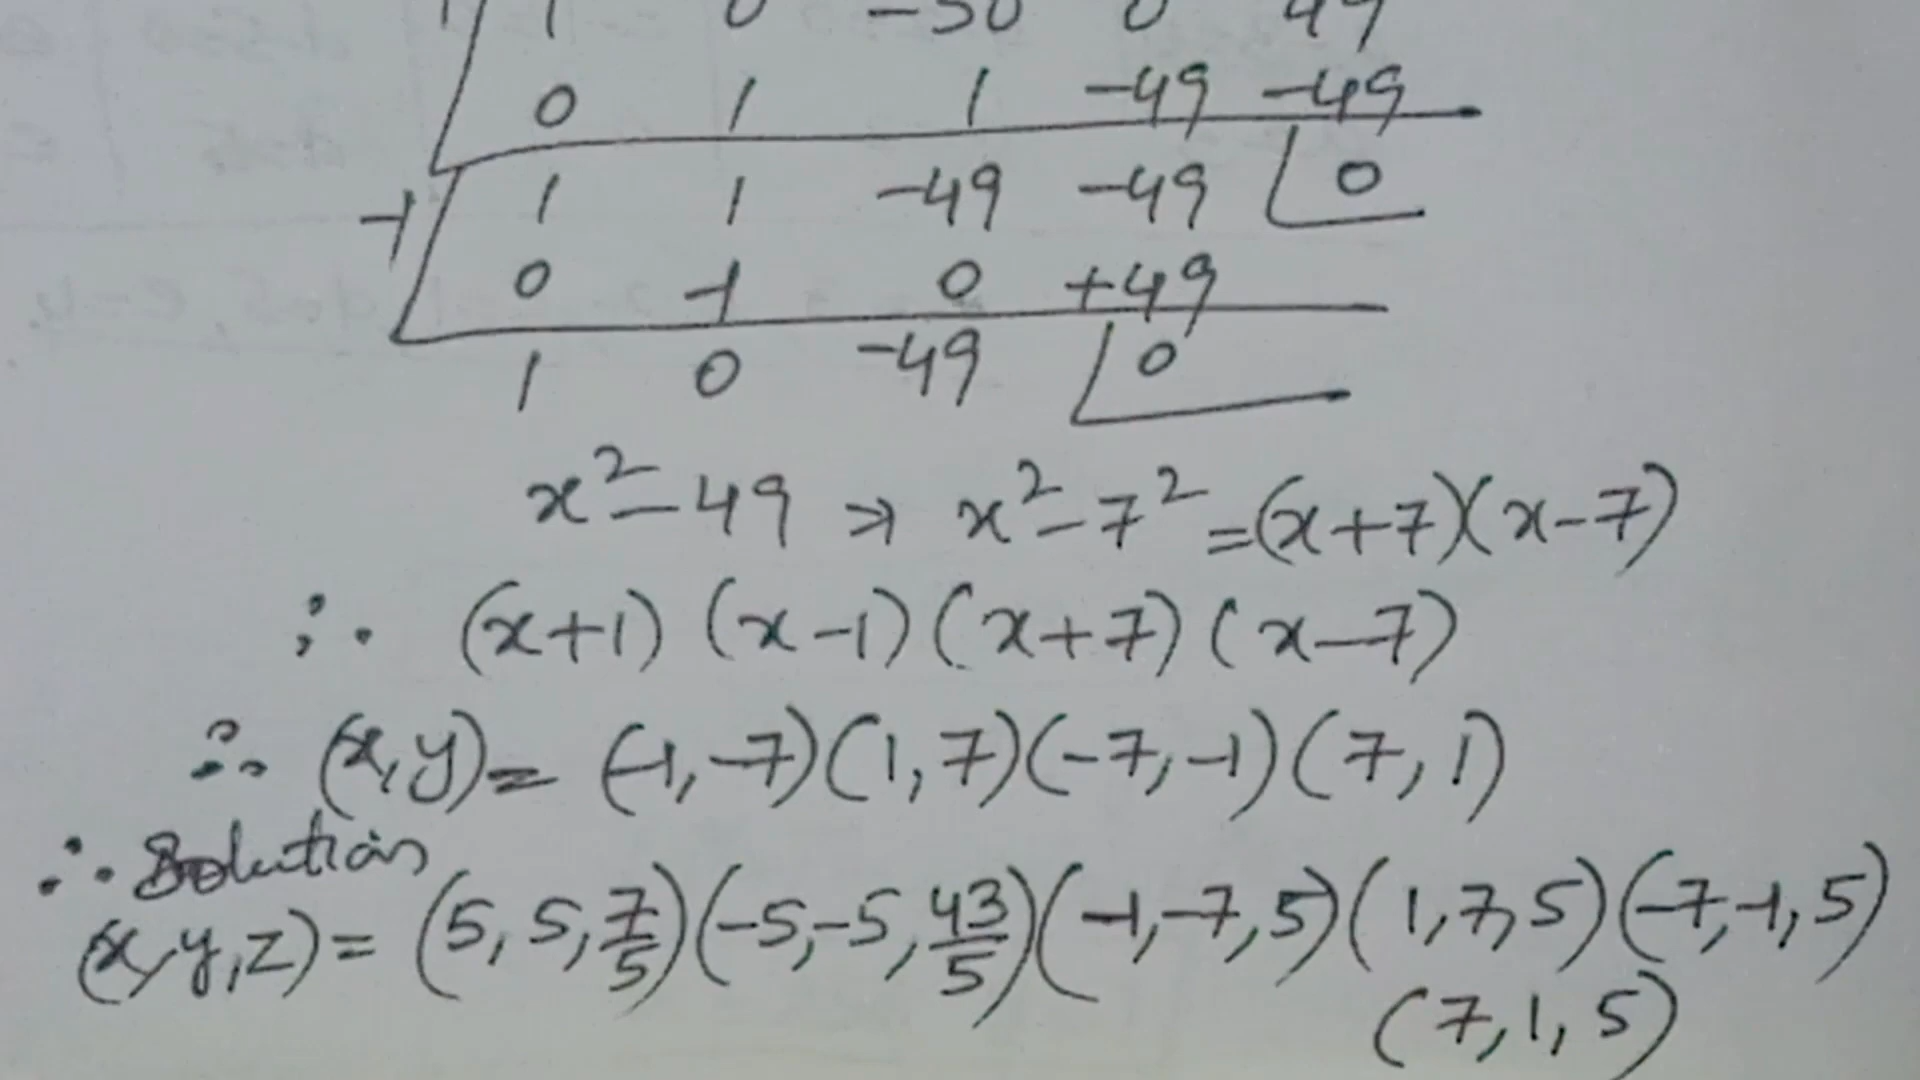 1 0 -50 0 49
0 1 1 -49 -49
-1 1 1 -49 -49 0
0 -1 0 +49
1 0 -49 0
x²-49 → x²-7² =(x+7)(x-7)
∴ (x+1) (x-1) (x+7) (x-7)
∴ (x,y)= (-1,-7)(1,7)(-7,-1)(7,1)
∴ Solution
(x,y,z)= (5,5,7/5)(-5,-5,43/5)(-1,-7,5)(1,7,5)(-7,-1,5)
(7,1,5)